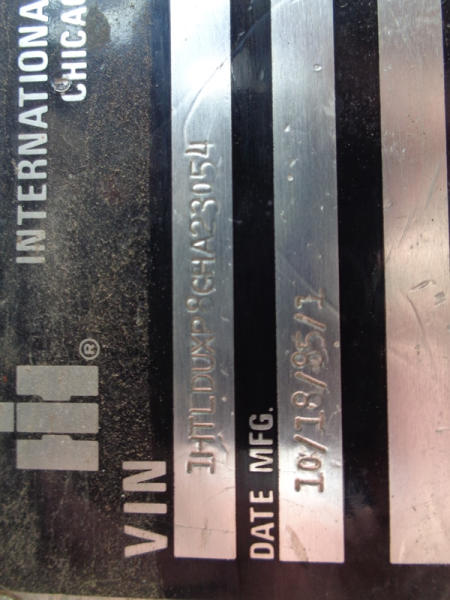 INTERNATIONA
CHICAG
®
VIN 1HTLDUXP8GHA23054
DATE MFG. 10/18/85/1